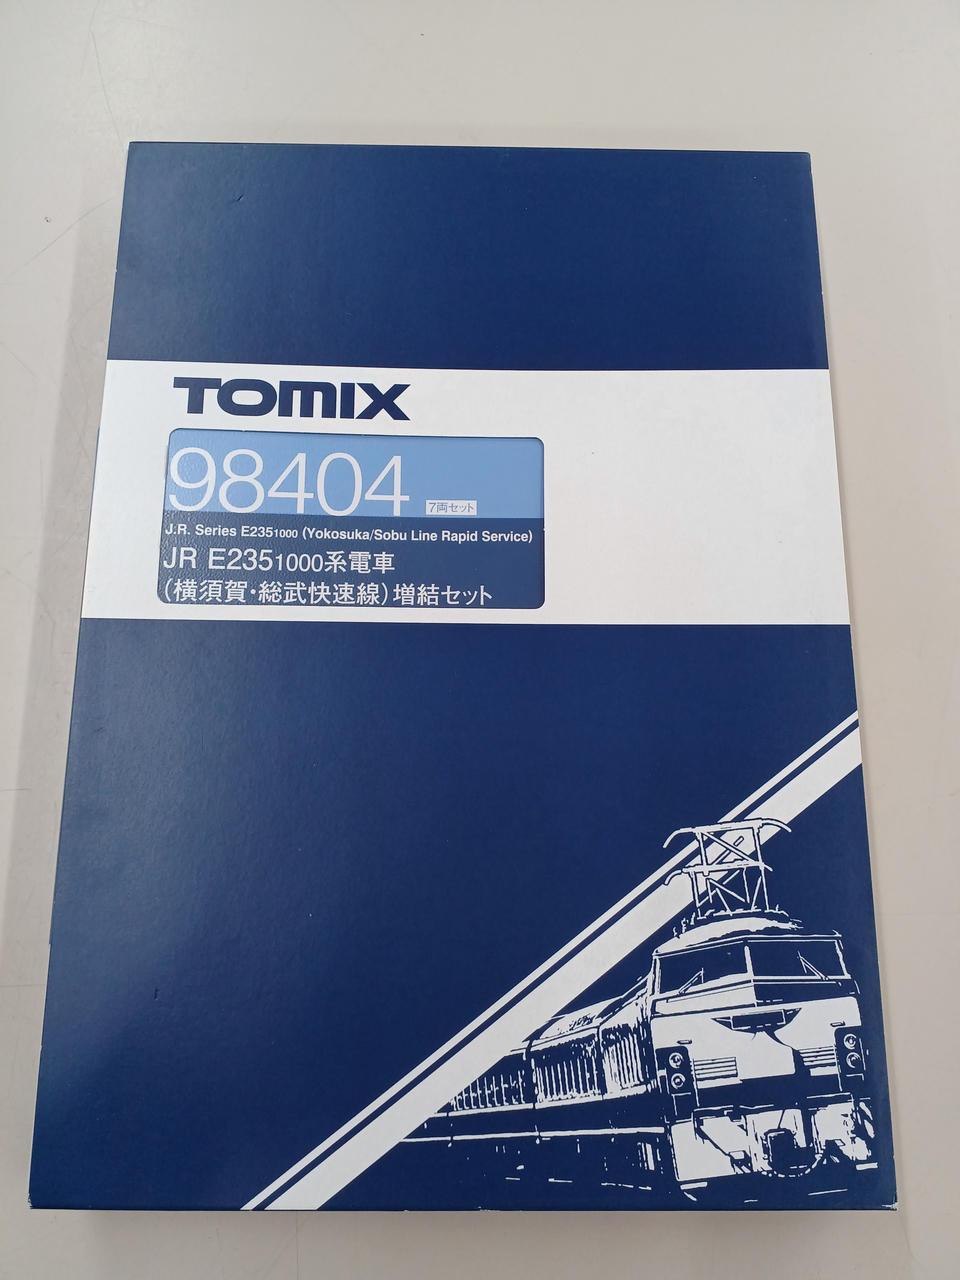 TOMIX
98404 7両セット
J.R. Series E2351000 (Yokosuka/Sobu Line Rapid Service)
JR E2351000系電車
(横須賀・総武快速線)増結セット